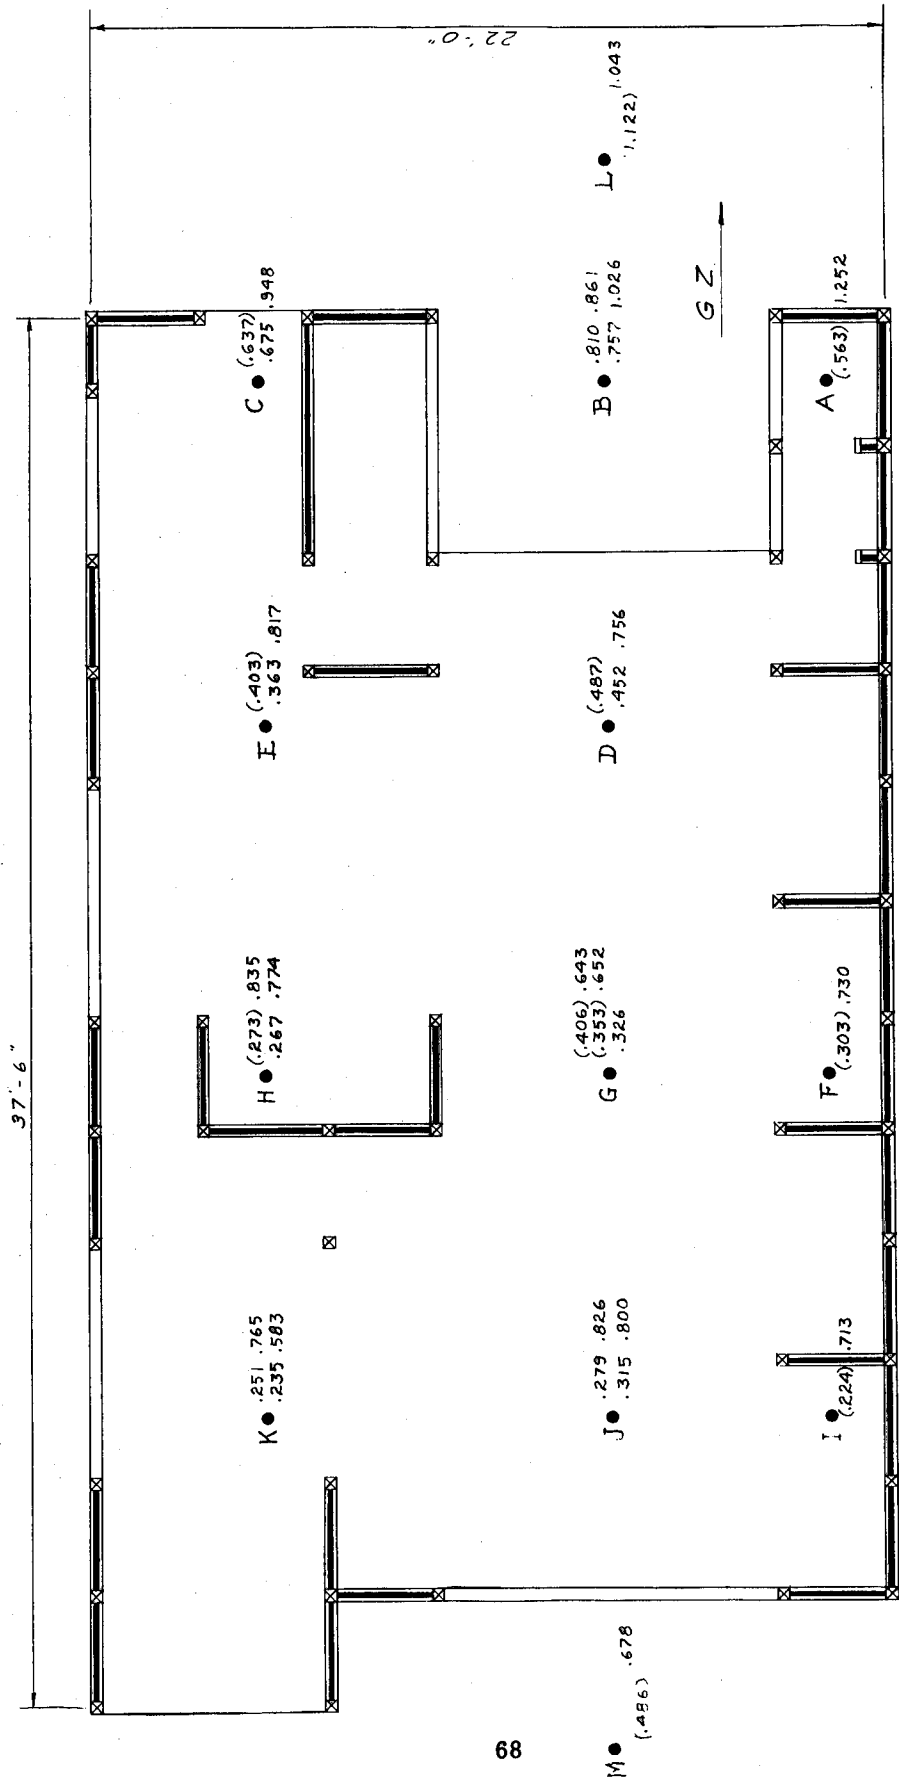 22'-0"
37'-6"
L
1.122) 1.043
GZ
C
(.637)
.675 .948
B
.810 .861
.757 1.026
A
(.563) 1.252
E
(.403)
.363 .817
D
(.487)
.452 .756
H
(.273) .835
.267 .774
G
(.406) .643
(.353) .652
.326
F
(.303) .730
K
.251 .765
.235 .583
J
.279 .826
.315 .800
I
(.224) .713
M
(.486) .678
68